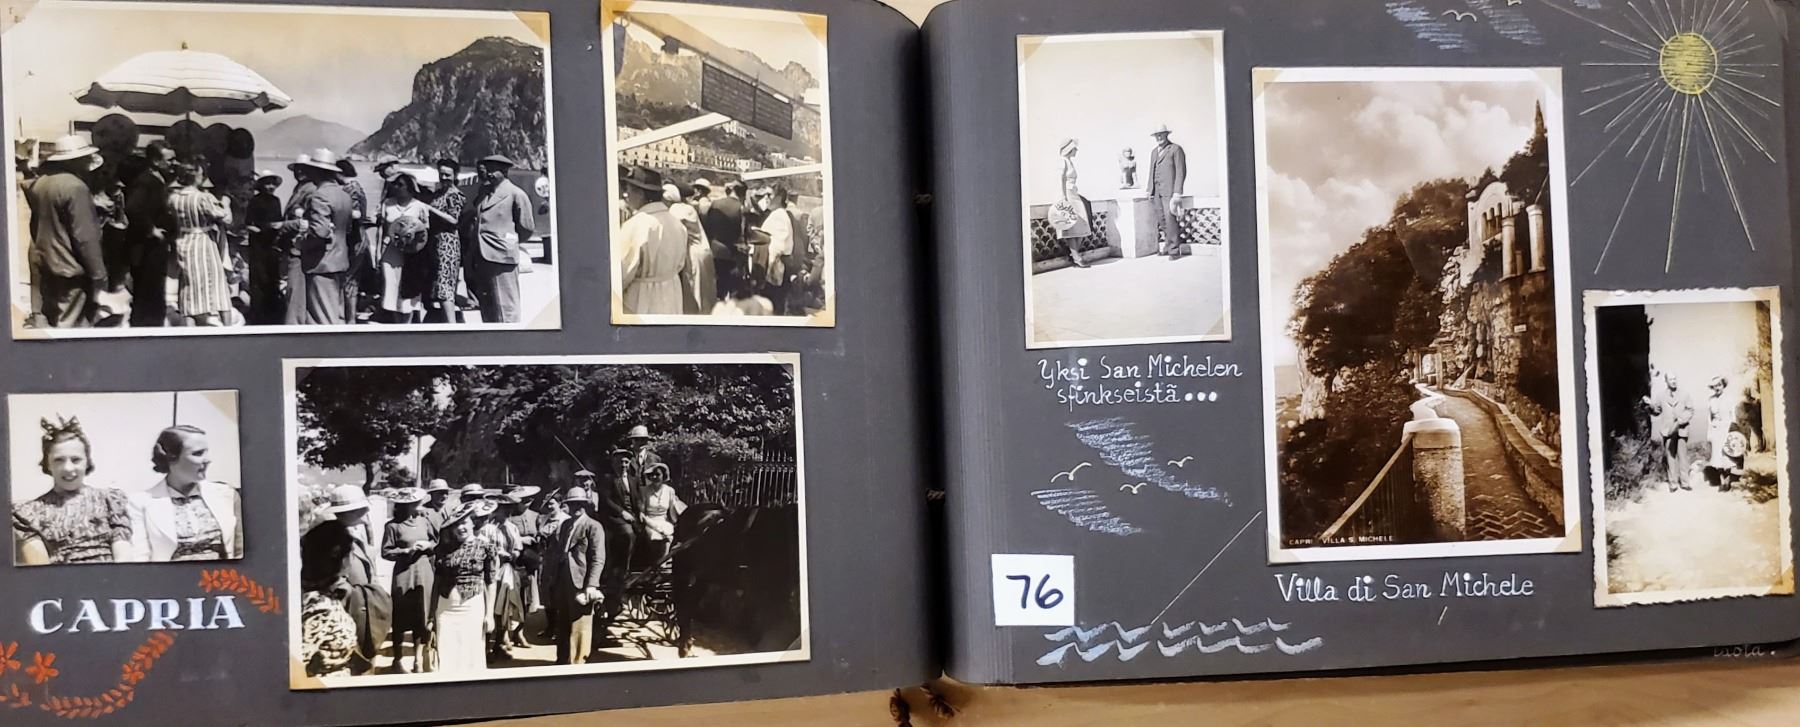 CAPRIA
Yksi San Michelen
sfinkseistä...
CAPRI VILLA S. MICHELE
Villa di San Michele
76